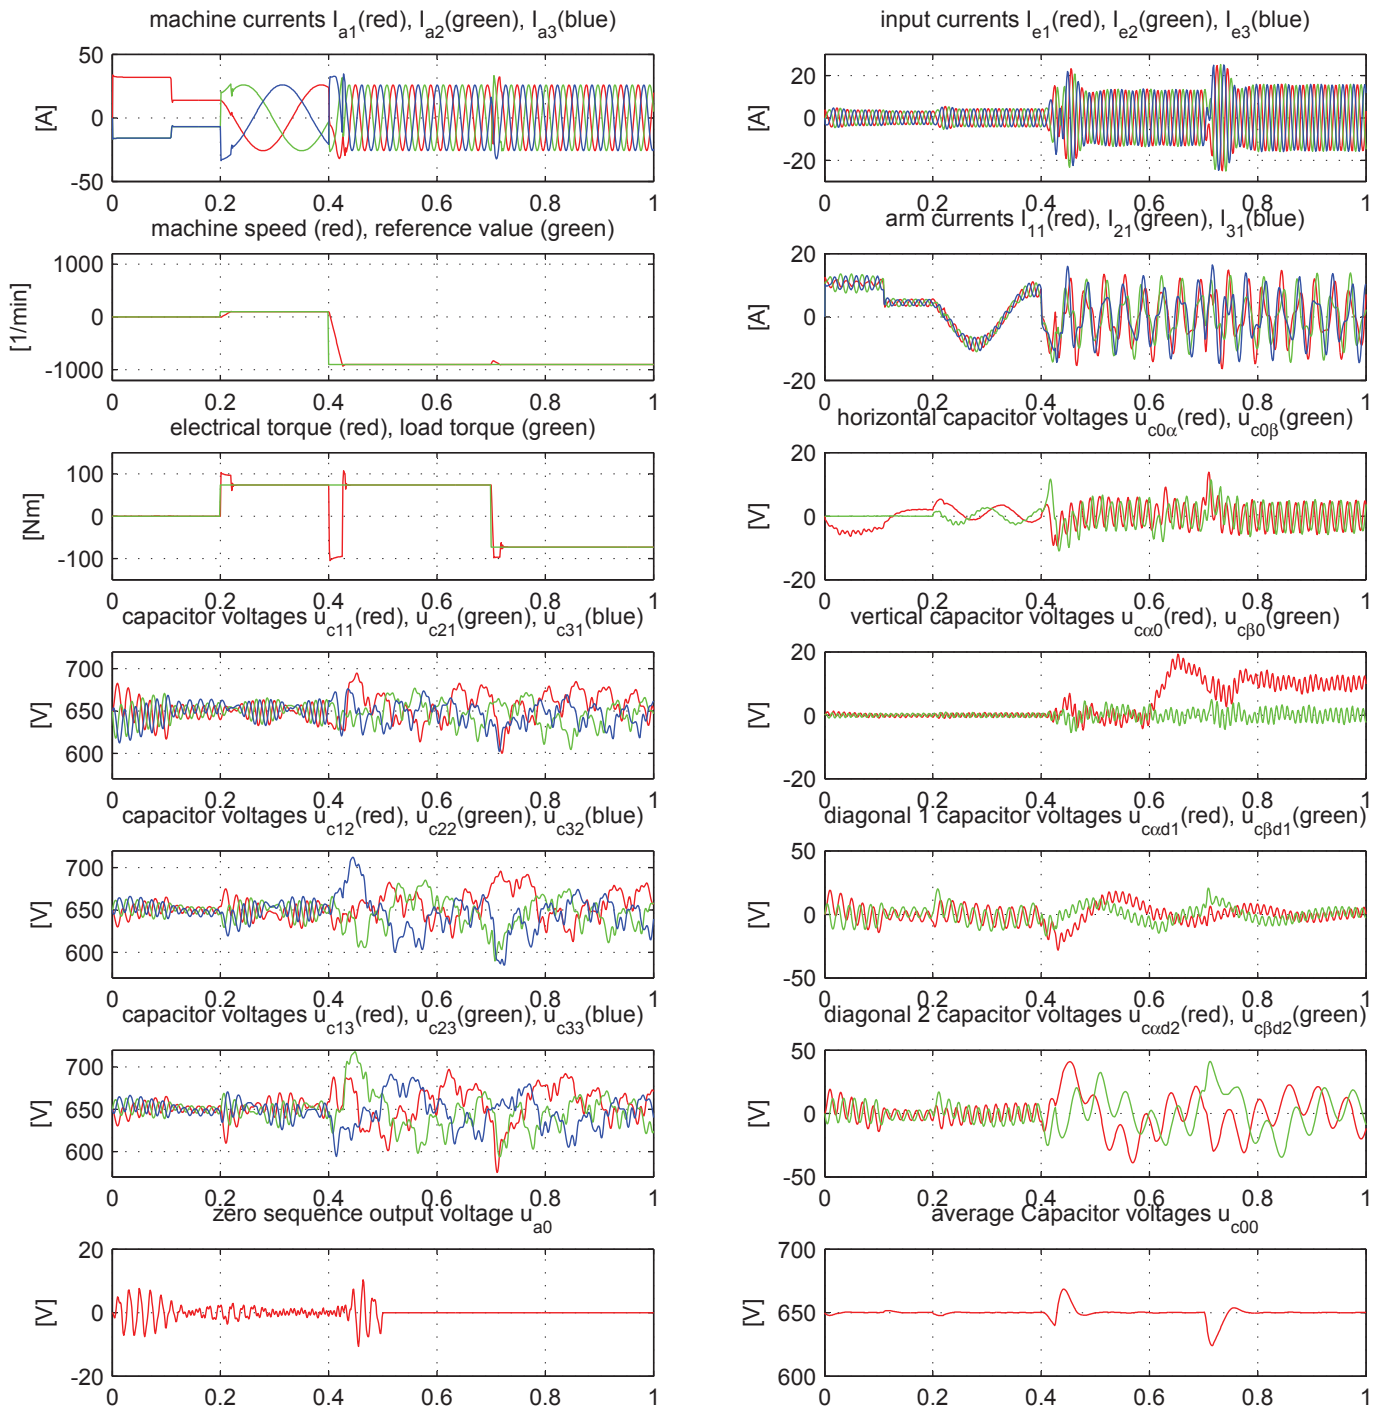 machine currents I_a1(red), I_a2(green), I_a3(blue)
50
0
-50
[A]
0 0.2 0.4 0.6 0.8 1
machine speed (red), reference value (green)
1000
0
-1000
[1/min]
0 0.2 0.4 0.6 0.8 1
electrical torque (red), load torque (green)
100
0
-100
[Nm]
0 0.2 0.4 0.6 0.8 1
capacitor voltages u_c11(red), u_c21(green), u_c31(blue)
700
650
600
[V]
0 0.2 0.4 0.6 0.8 1
capacitor voltages u_c12(red), u_c22(green), u_c32(blue)
700
650
600
[V]
0 0.2 0.4 0.6 0.8 1
capacitor voltages u_c13(red), u_c23(green), u_c33(blue)
700
650
600
[V]
0 0.2 0.4 0.6 0.8 1
zero sequence output voltage u_a0
20
0
-20
[V]
0 0.2 0.4 0.6 0.8 1
input currents I_e1(red), I_e2(green), I_e3(blue)
20
0
-20
[A]
0 0.2 0.4 0.6 0.8 1
arm currents I_11(red), I_21(green), I_31(blue)
20
0
-20
[A]
0 0.2 0.4 0.6 0.8 1
horizontal capacitor voltages u_c0α(red), u_c0β(green)
20
0
-20
[V]
0 0.2 0.4 0.6 0.8 1
vertical capacitor voltages u_cα0(red), u_cβ0(green)
20
0
-20
[V]
0 0.2 0.4 0.6 0.8 1
diagonal 1 capacitor voltages u_cαd1(red), u_cβd1(green)
50
0
-50
[V]
0 0.2 0.4 0.6 0.8 1
diagonal 2 capacitor voltages u_cαd2(red), u_cβd2(green)
50
0
-50
[V]
0 0.2 0.4 0.6 0.8 1
average Capacitor voltages u_c00
700
650
600
[V]
0 0.2 0.4 0.6 0.8 1